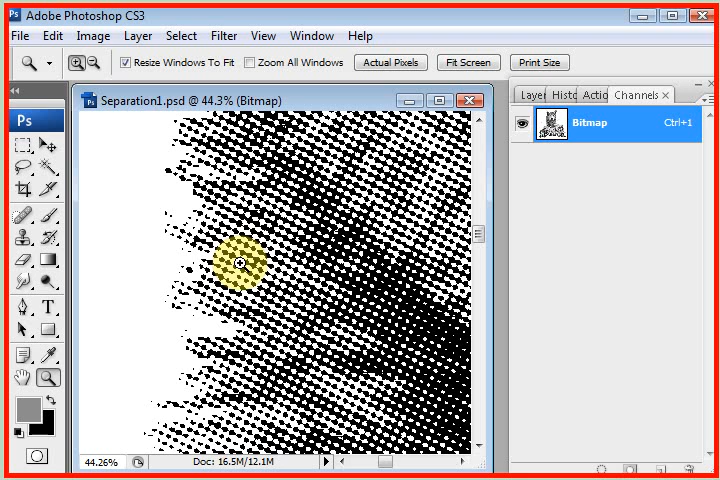 Ps Adobe Photoshop CS3
File Edit Image Layer Select Filter View Window Help
Resize Windows To Fit Zoom All Windows Actual Pixels Fit Screen Print Size
Ps Separation1.psd @ 44.3% (Bitmap)
Layer Histo Actio Channels ×
Ps
Bitmap Ctrl+1
T
44.26% Doc: 16.5M/12.1M